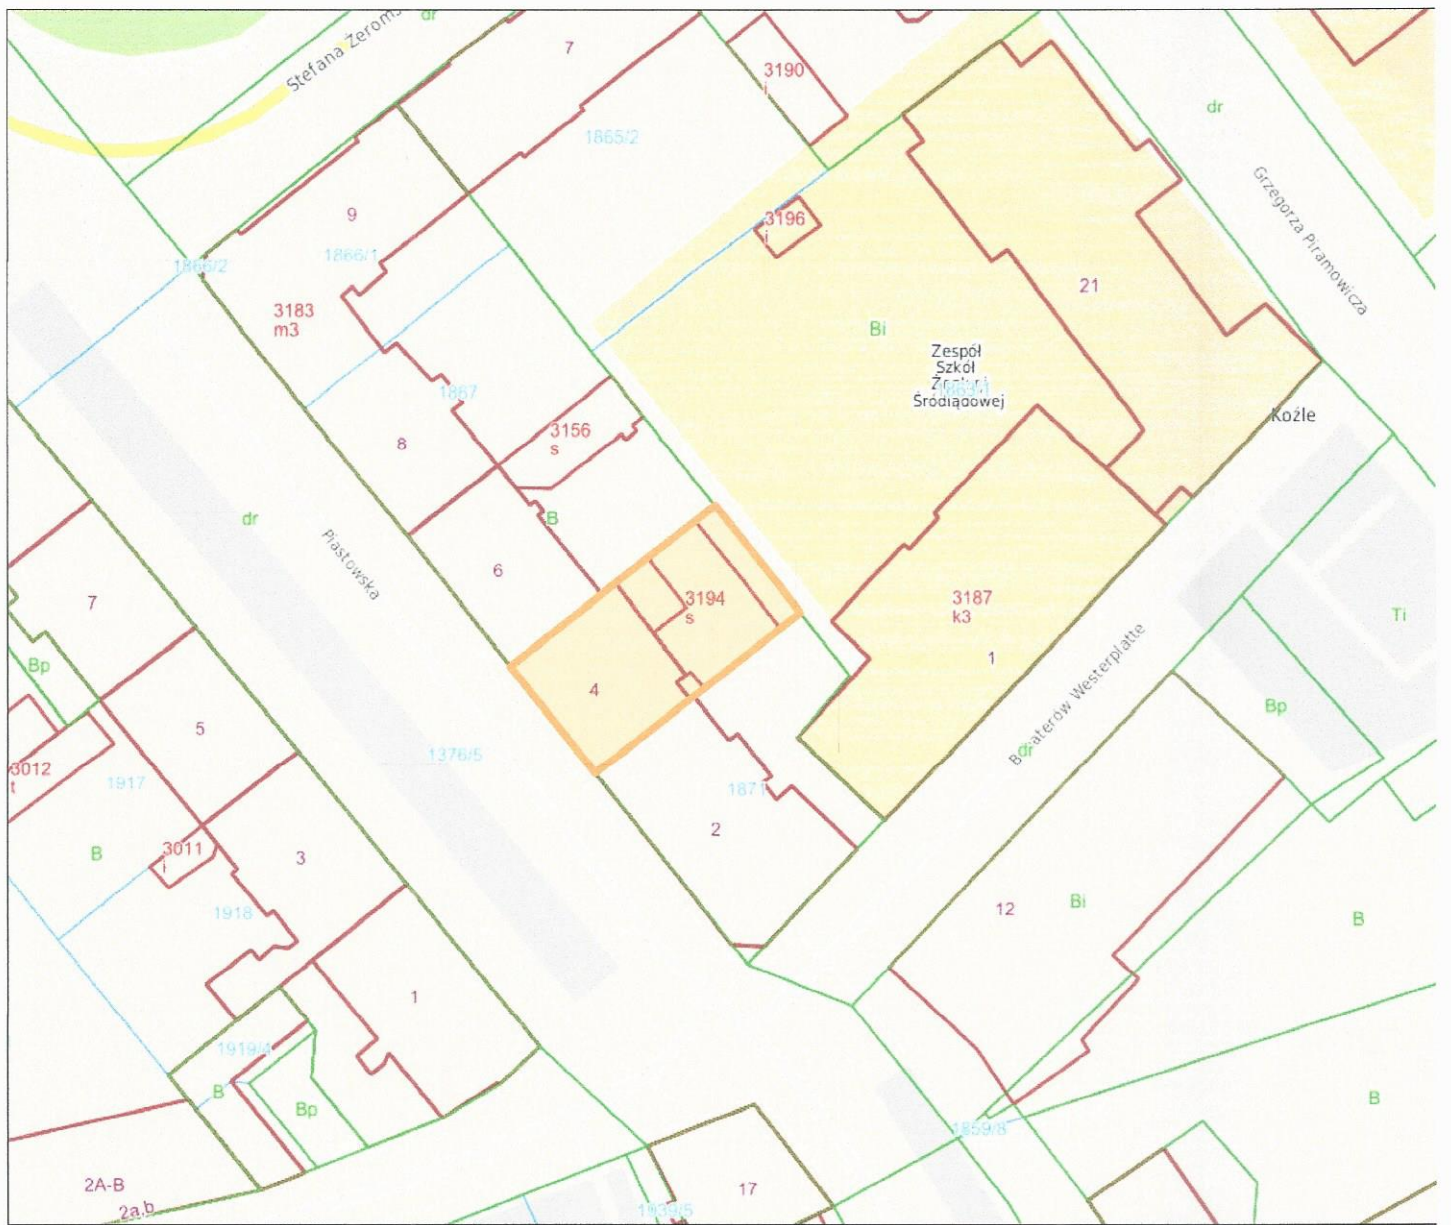 Stefana Żeroms
dr
7
3190
i
dr
1865/2
Grzegorza Piramowicza
9
3196
i
1866/1
1866/2
21
3183
m3
Bi
Zespół
Szkół
Śródlądowej
1867
Koźle
8
3156
s
dr
B
Piastowska
6
7
3194
s
3187
k3
Ti
1
Bp
4
Bp
5
1376/5
dr
Westerplatte
3012
t
1917
1871
2
3011
i
B
3
12
Bi
1918
B
1
1919/4
B
Bp
B
1859/8
2A-B
2a,b
17
1939/5